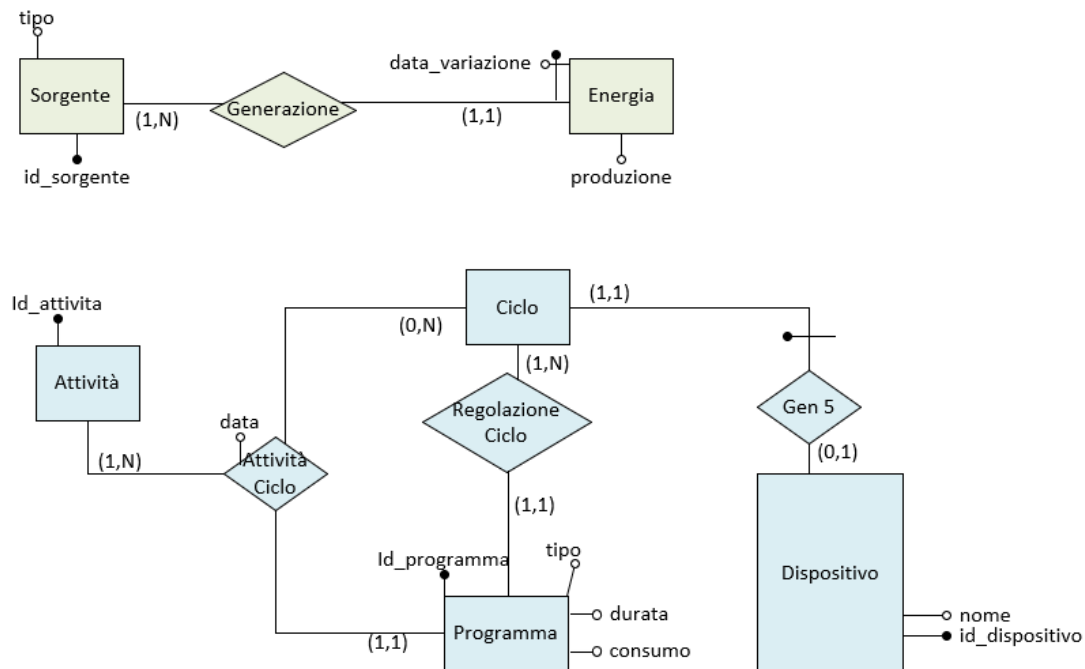 tipo
data_variazione
Sorgente
Generazione
Energia
(1,N)
(1,1)
id_sorgente
produzione
Id_attivita
Ciclo
(1,1)
(0,N)
Attività
(1,N)
data
Regolazione
Ciclo
Gen 5
(1,N)
Attività
Ciclo
(0,1)
(1,1)
Id_programma
tipo
Dispositivo
durata
nome
(1,1)
Programma
consumo
id_dispositivo